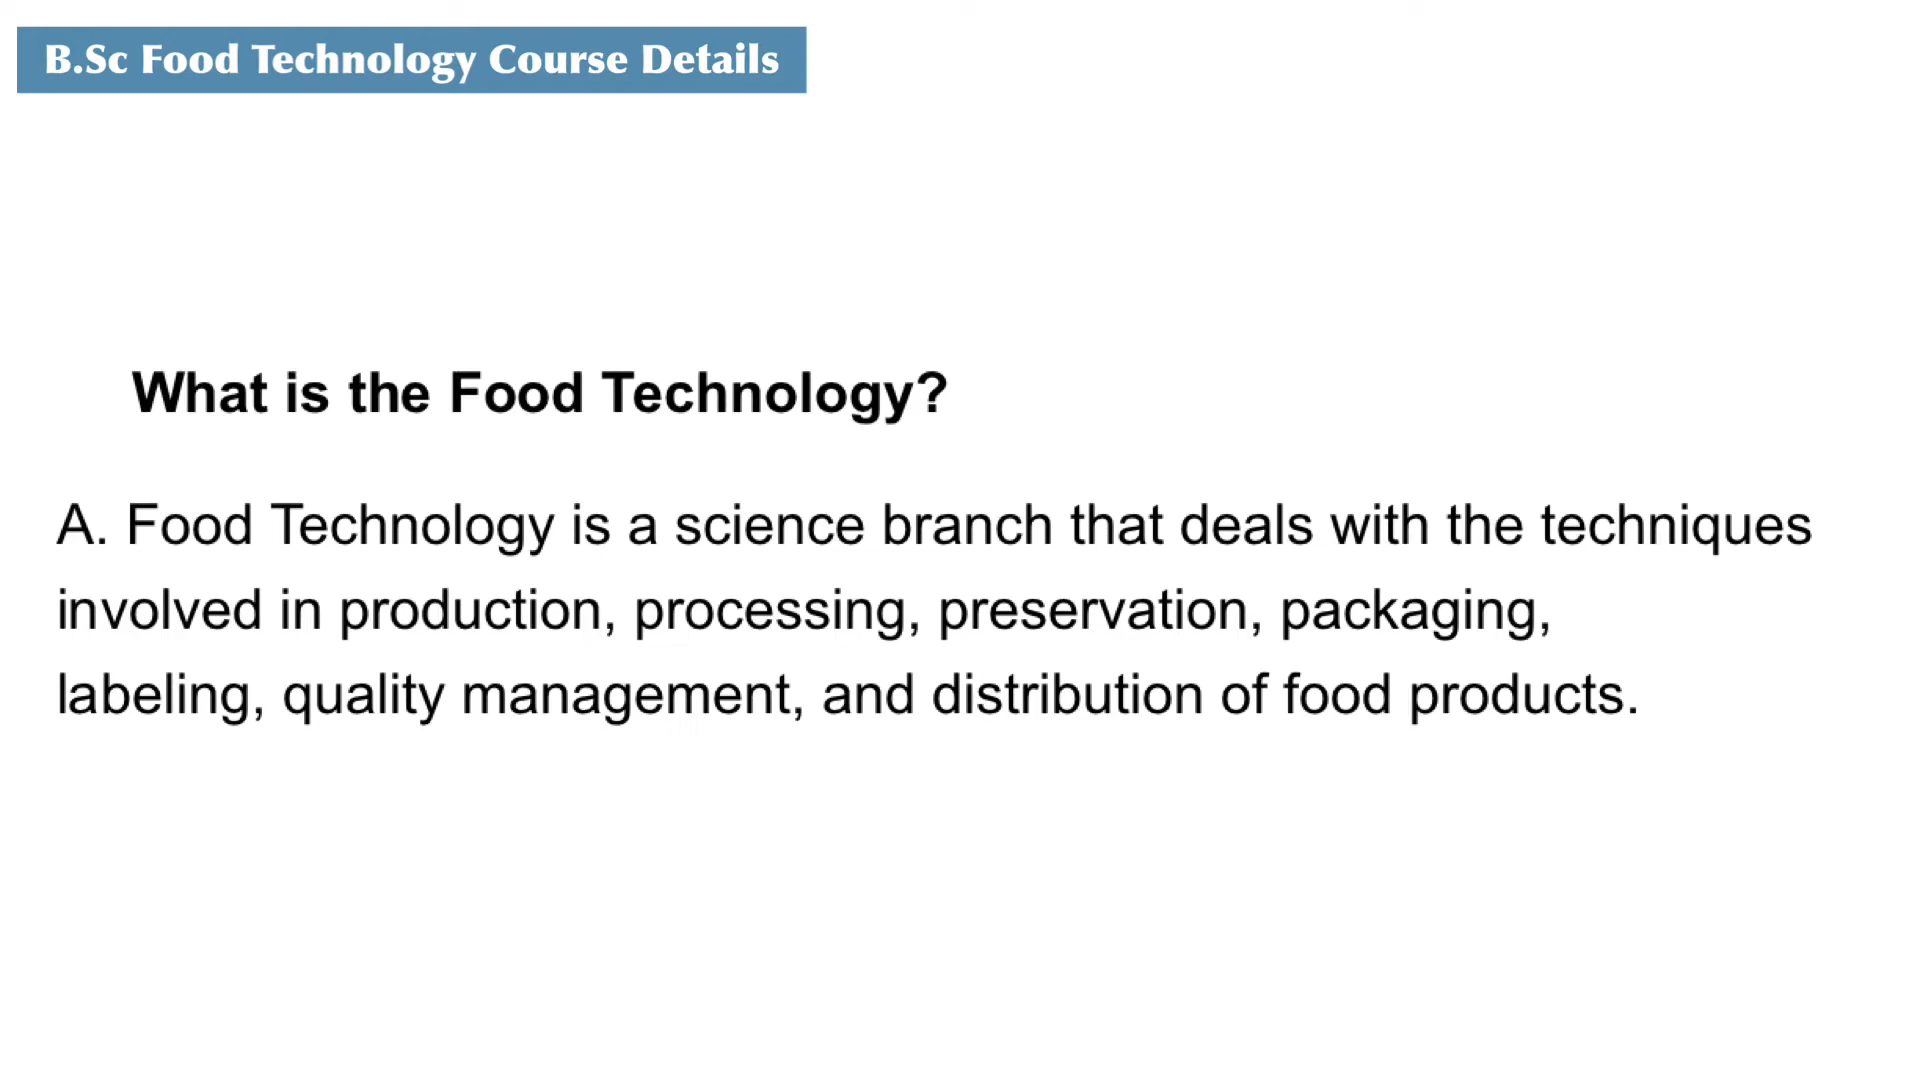 B.Sc Food Technology Course Details
What is the Food Technology?
A. Food Technology is a science branch that deals with the techniques
involved in production, processing, preservation, packaging,
labeling, quality management, and distribution of food products.